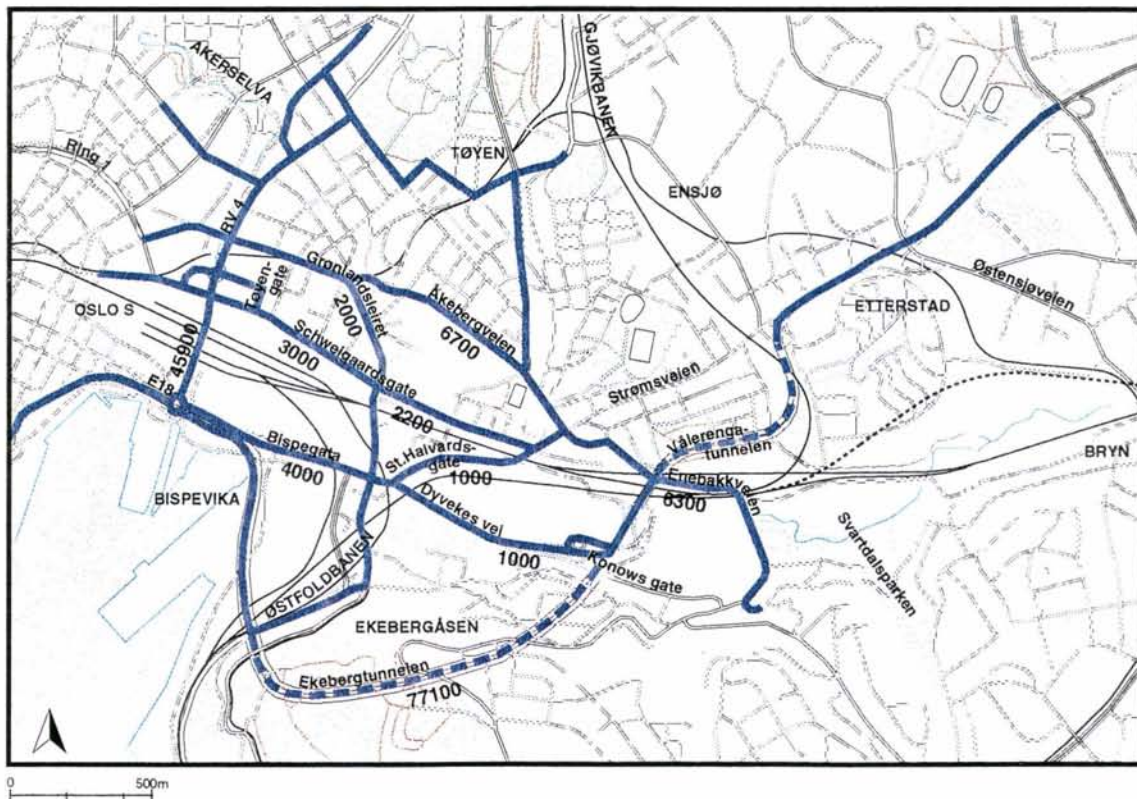 AKERSELVA
GJØVIKBANEN
Ring 1
TØYEN
ENSJØ
RV 4
Grønlandsleiret
2000
Tøyen-
gate
Åkebergveien
6700
Østensjøveien
ETTERSTAD
OSLO S
45900
Schweigaardsgate
3000
2200
Strømsveien
E18
Bispegata
4000
St.Halvards-
gate
1000
Vålerenga-
tunnelen
BRYN
Enebakkveien
8300
BISPEVIKA
Dyvekes vei
1000
Konows gate
Svartdalsparken
ØSTFOLDBANEN
EKEBERGÅSEN
Ekebergtunnelen
77100
0
500m